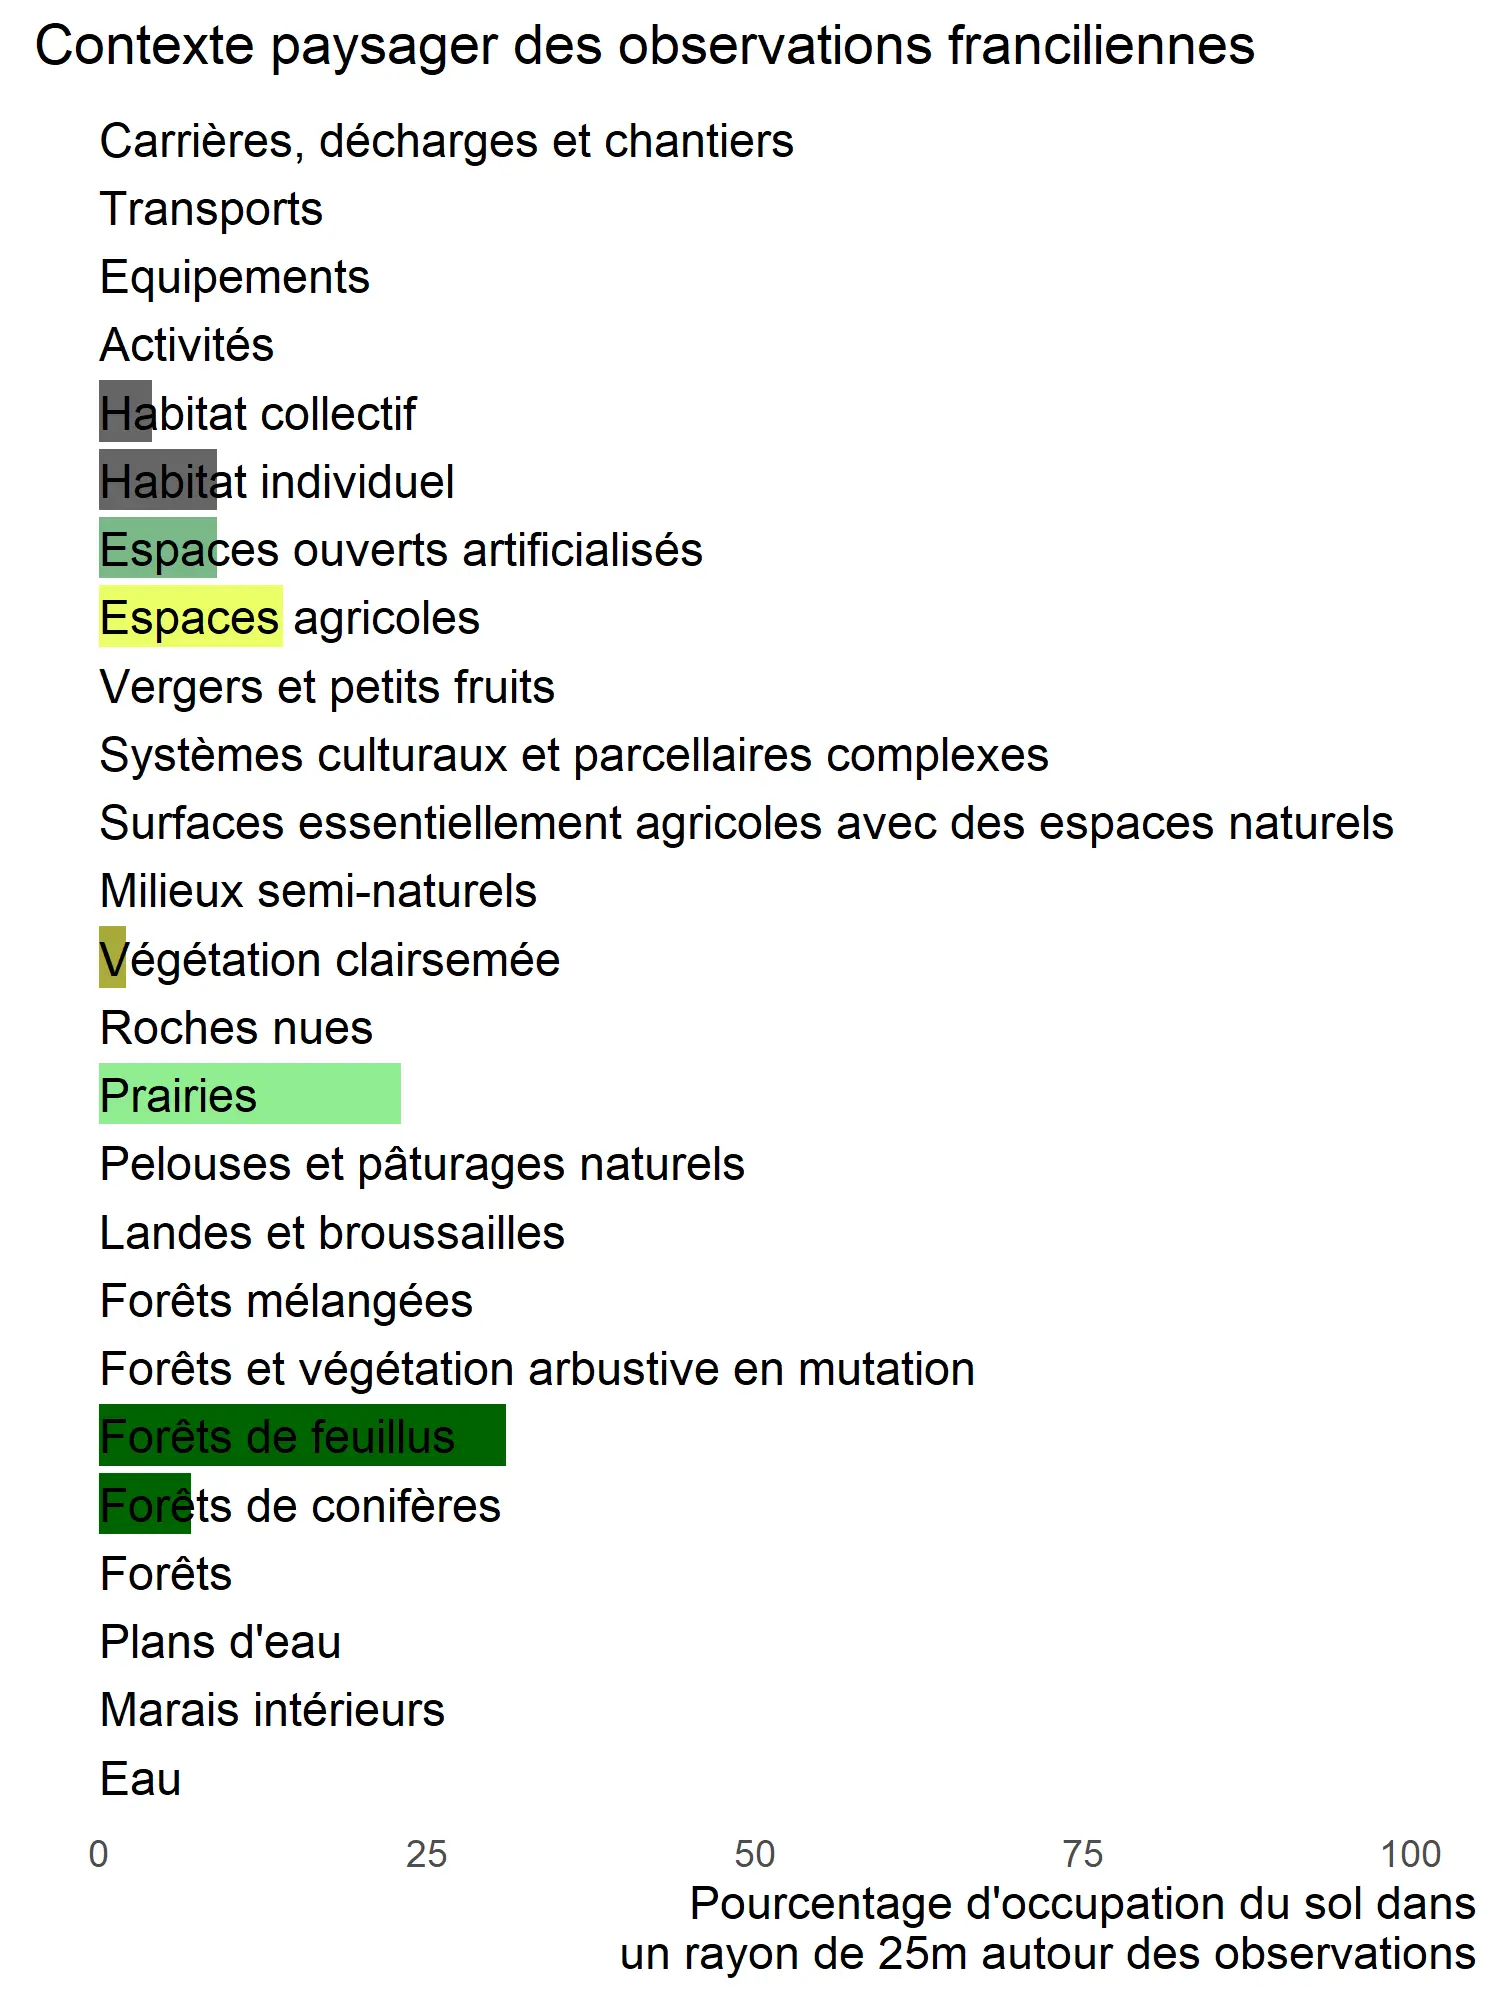 Contexte paysager des observations franciliennes
Carrières, décharges et chantiers
Transports
Equipements
Activités
Habitat collectif
Habitat individuel
Espaces ouverts artificialisés
Espaces agricoles
Vergers et petits fruits
Systèmes culturaux et parcellaires complexes
Surfaces essentiellement agricoles avec des espaces naturels
Milieux semi-naturels
Végétation clairsemée
Roches nues
Prairies
Pelouses et pâturages naturels
Landes et broussailles
Forêts mélangées
Forêts et végétation arbustive en mutation
Forêts de feuillus
Forêts de conifères
Forêts
Plans d'eau
Marais intérieurs
Eau
0 25 50 75 100
Pourcentage d'occupation du sol dans
un rayon de 25m autour des observations